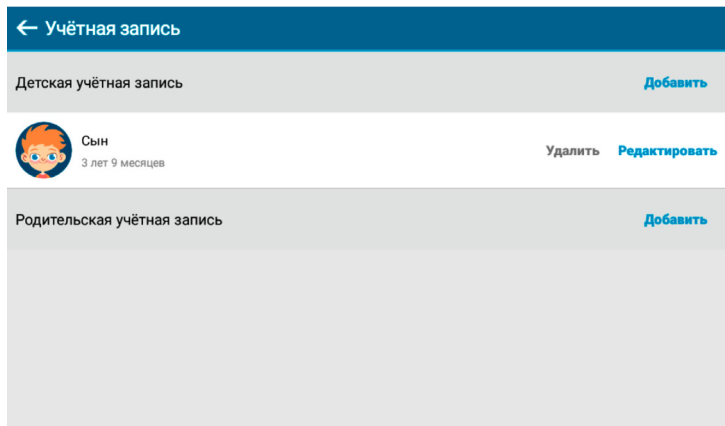 Учётная запись
Детская учётная запись Добавить
Сын
3 лет 9 месяцев
Удалить Редактировать
Родительская учётная запись Добавить